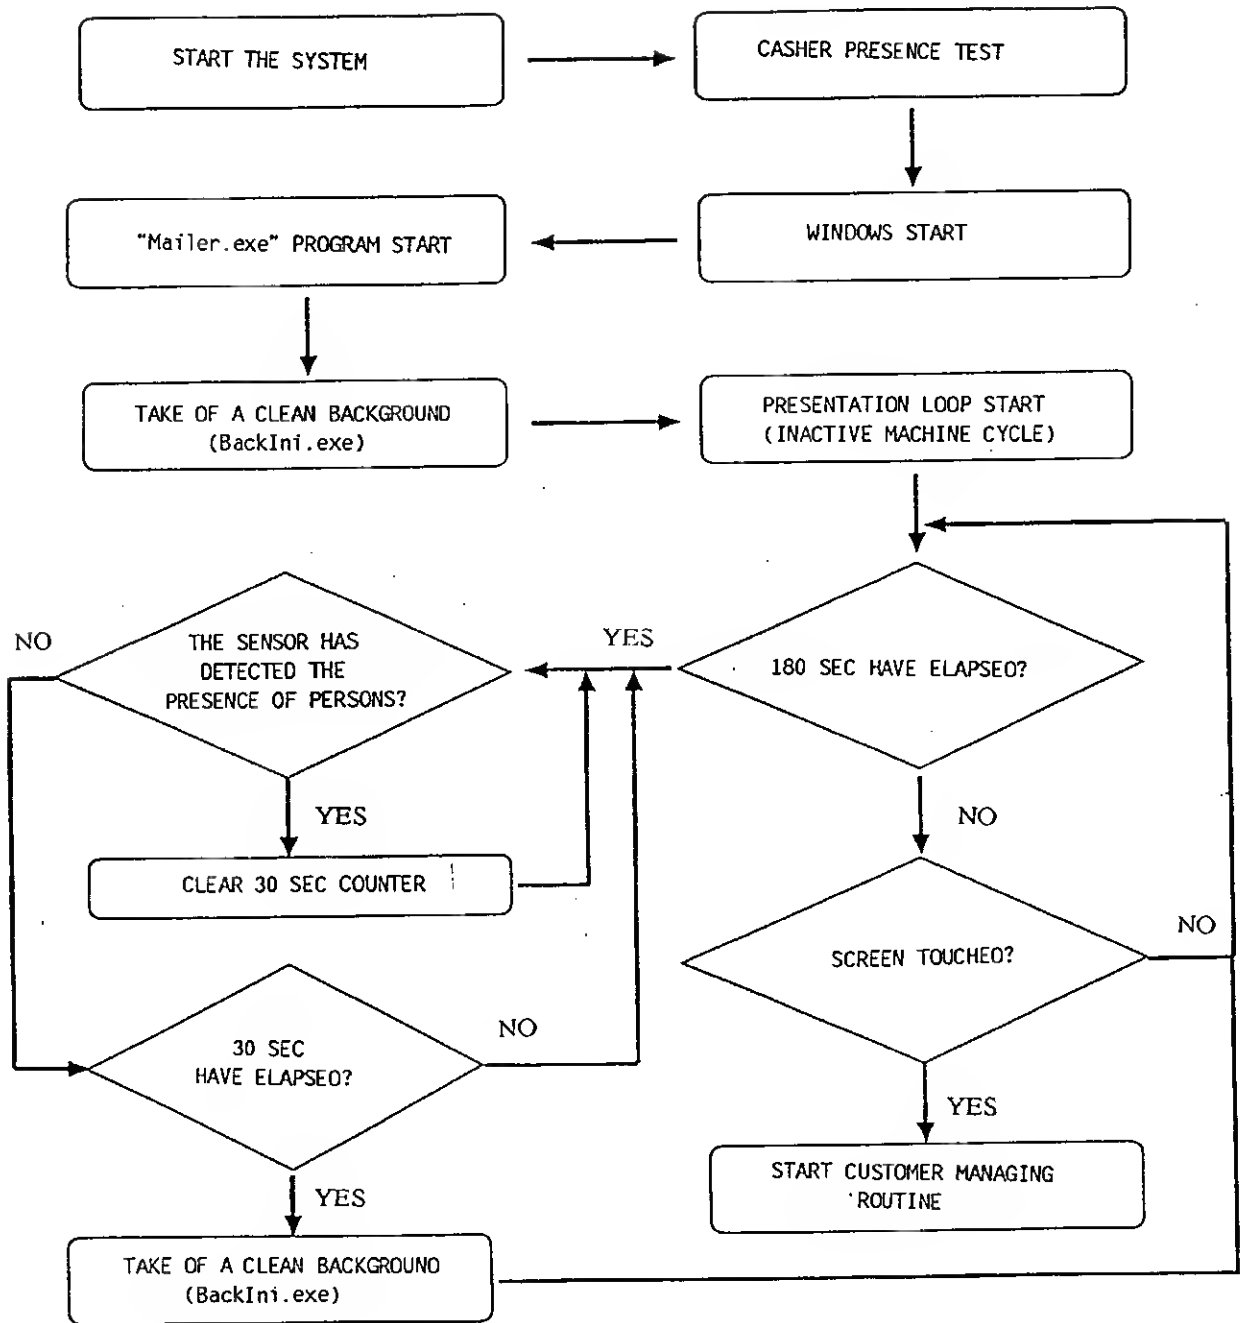 START THE SYSTEM
CASHER PRESENCE TEST
"Mailer.exe" PROGRAM START
WINDOWS START
TAKE OF A CLEAN BACKGROUND
(BackIni.exe)
PRESENTATION LOOP START
(INACTIVE MACHINE CYCLE)
NO
THE SENSOR HAS
DETECTED THE
PRESENCE OF PERSONS?
YES
180 SEC HAVE ELAPSEO?
YES
NO
CLEAR 30 SEC COUNTER
SCREEN TOUCHEO?
NO
30 SEC
HAVE ELAPSEO?
NO
YES
START CUSTOMER MANAGING
ROUTINE
YES
TAKE OF A CLEAN BACKGROUNO
(BackIni.exe)